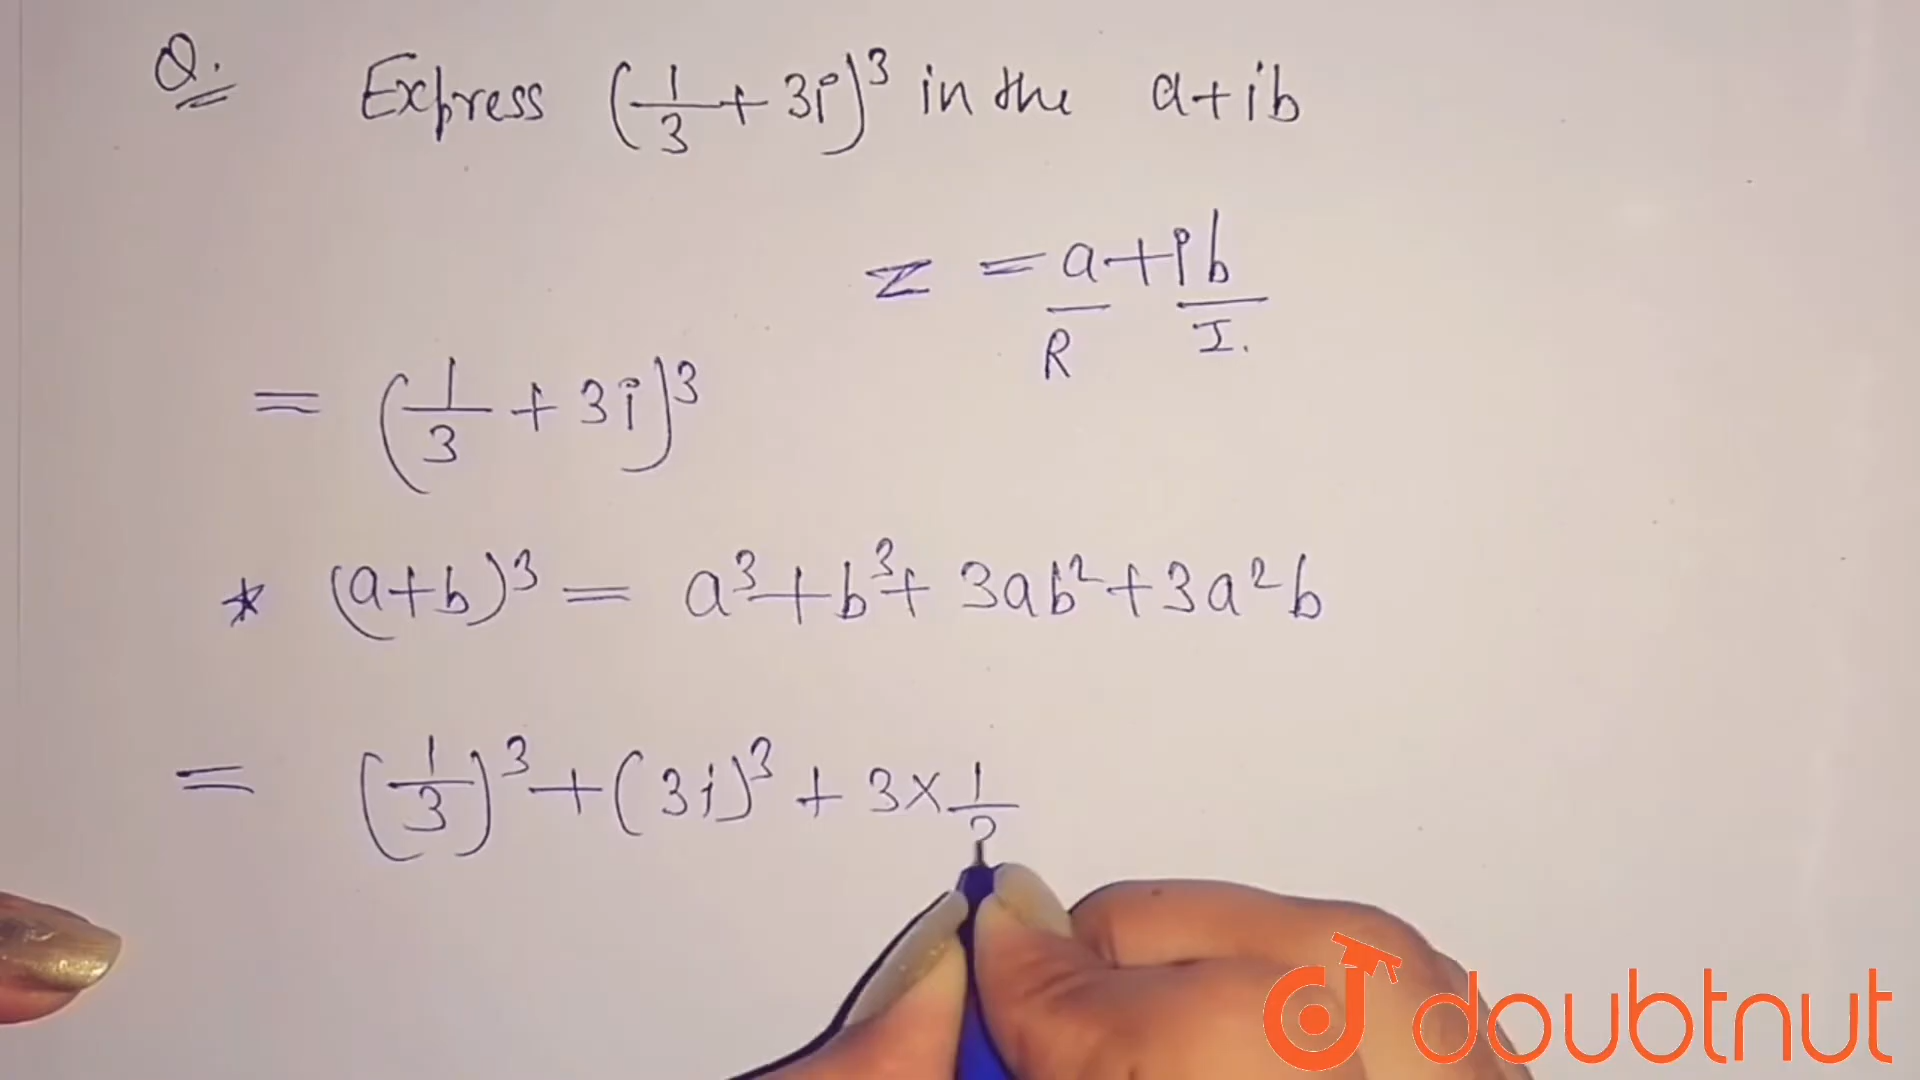 Q. Express (1/3 + 3i)³ in the a+ib
z = a+ib
R I.
= (1/3 + 3i)³
* (a+b)³ = a³+b³+ 3ab²+3a²b
= (1/3)³+(3i)³ + 3×1/
doubtnut